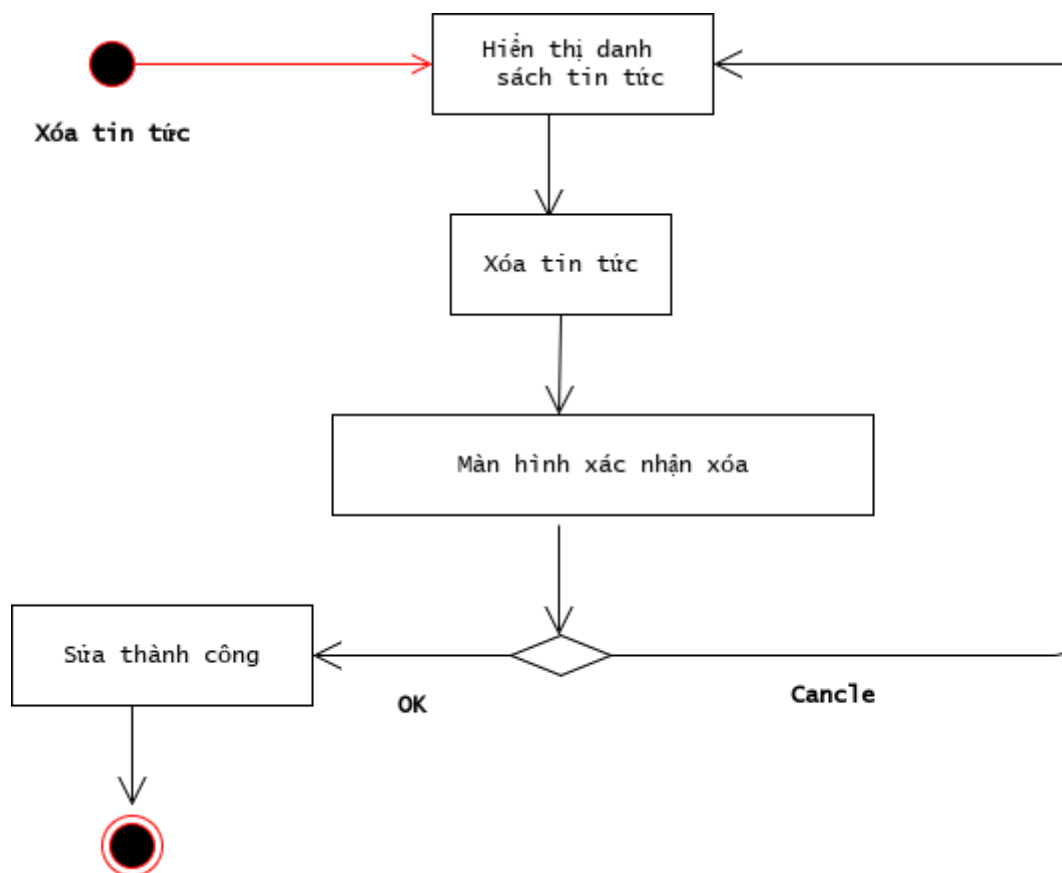 Hiển thị danh
sách tin tức
Xóa tin tức
Xóa tin tức
Màn hình xác nhận xóa
Sửa thành công
OK
Cancle